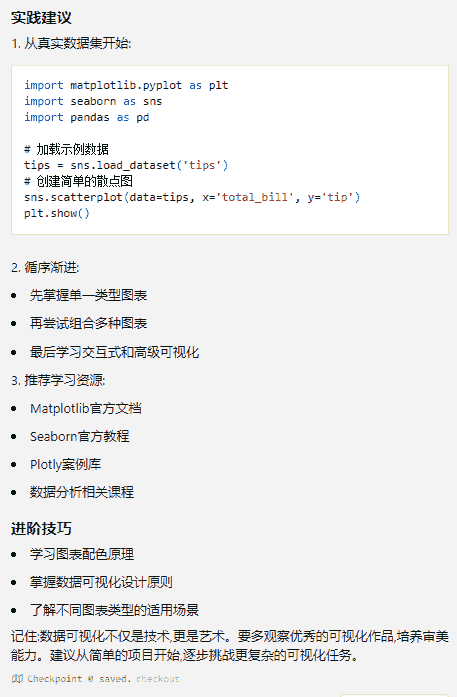 实践建议
1. 从真实数据集开始:
import matplotlib.pyplot as plt
import seaborn as sns
import pandas as pd
# 加载示例数据
tips = sns.load_dataset('tips')
# 创建简单的散点图
sns.scatterplot(data=tips, x='total_bill', y='tip')
plt.show()
2. 循序渐进:
• 先掌握单一类型图表
• 再尝试组合多种图表
• 最后学习交互式和高级可视化
3. 推荐学习资源:
• Matplotlib官方文档
• Seaborn官方教程
• Plotly案例库
• 数据分析相关课程
进阶技巧
• 学习图表配色原理
• 掌握数据可视化设计原则
• 了解不同图表类型的适用场景
记住:数据可视化不仅是技术,更是艺术。要多观察优秀的可视化作品,培养审美
能力。建议从简单的项目开始,逐步挑战更复杂的可视化任务。
Checkpoint 0 saved. checkout